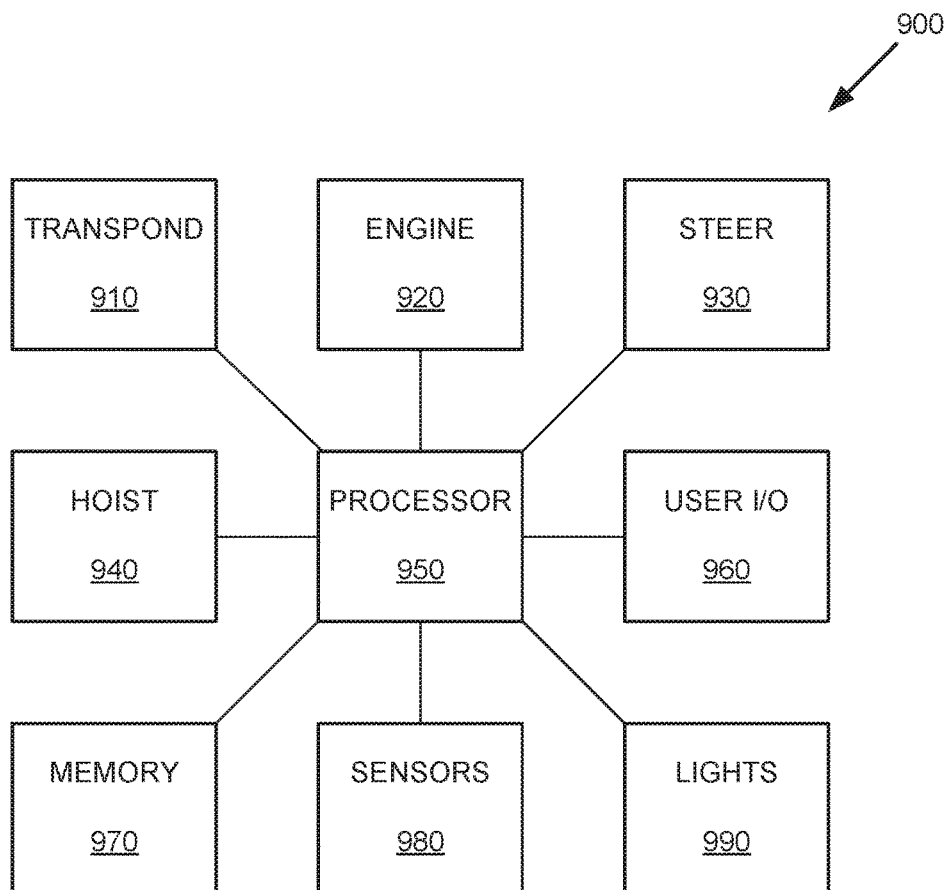 900
TRANSPOND
910
ENGINE
920
STEER
930
HOIST
940
PROCESSOR
950
USER I/O
960
MEMORY
970
SENSORS
980
LIGHTS
990